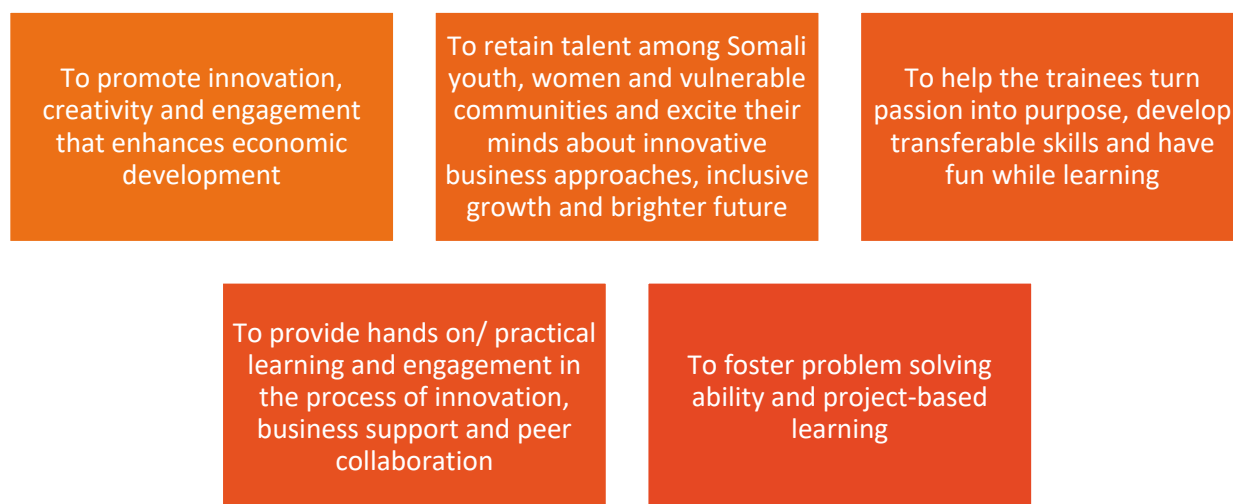 To promote innovation,
creativity and engagement
that enhances economic
development
To retain talent among Somali
youth, women and vulnerable
communities and excite their
minds about innovative
business approaches, inclusive
growth and brighter future
To help the trainees turn
passion into purpose, develop
transferable skills and have
fun while learning
To provide hands on/ practical
learning and engagement in
the process of innovation,
business support and peer
collaboration
To foster problem solving
ability and project-based
learning